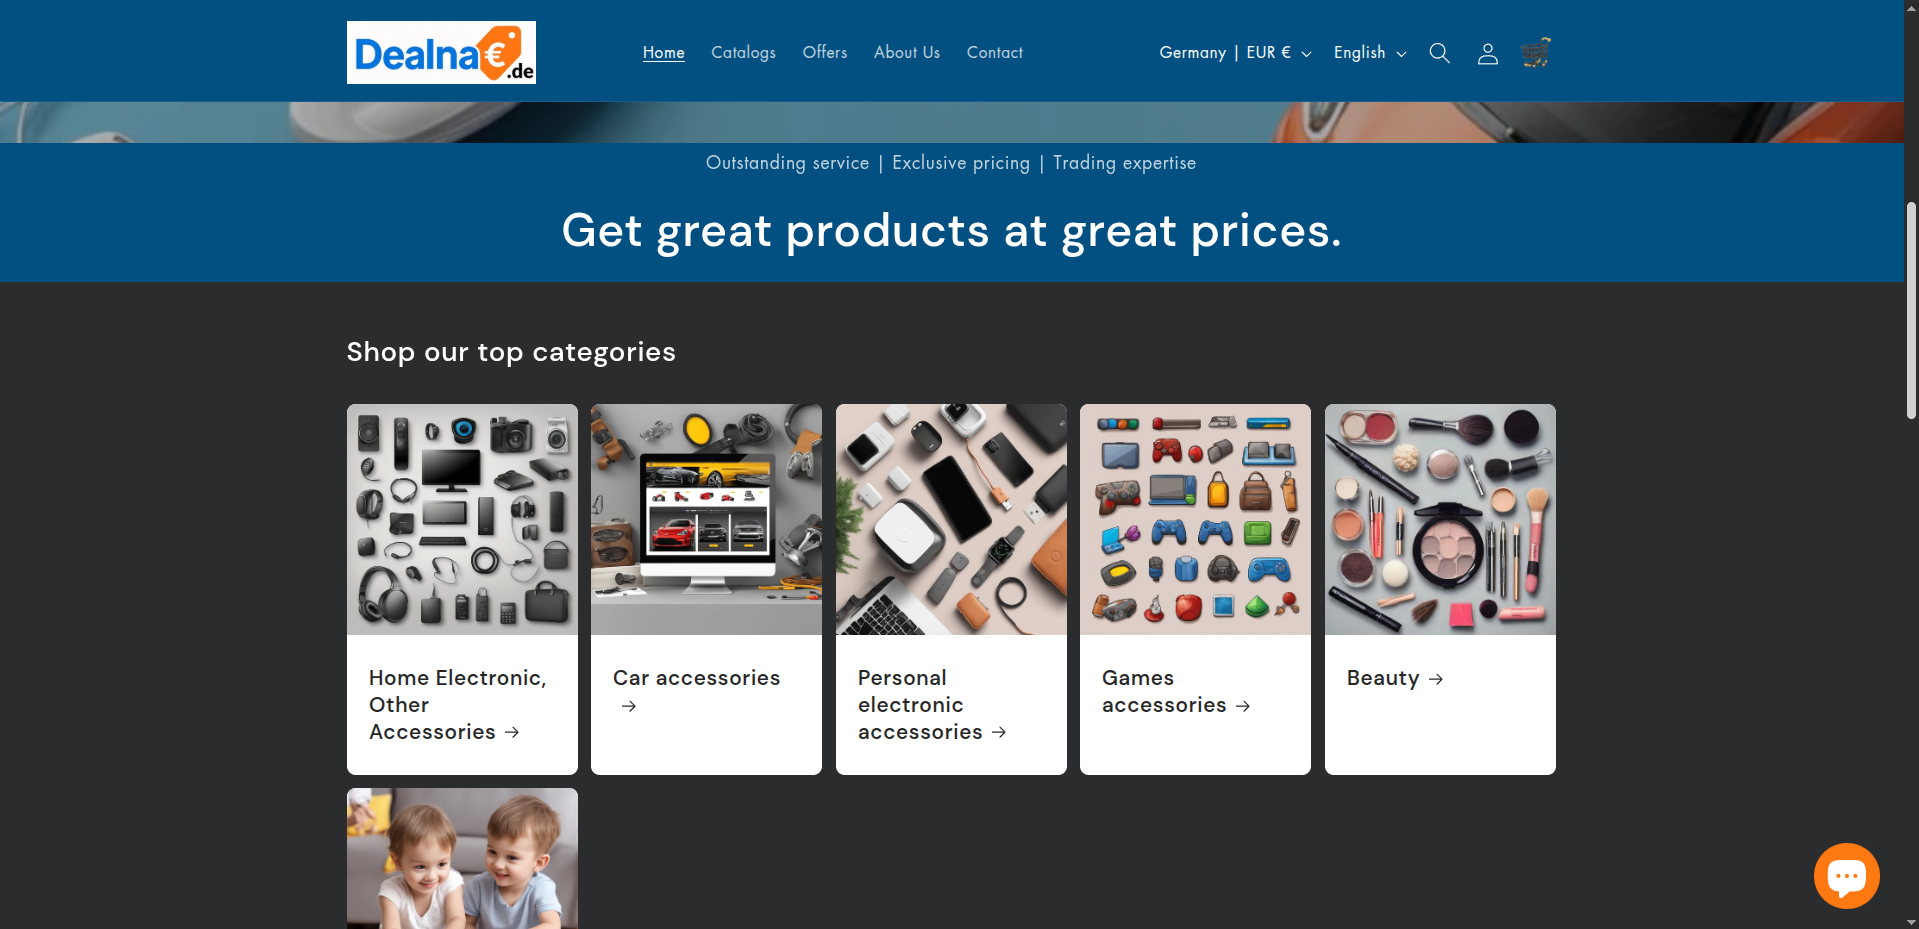 Dealna€.de
Home
Catalogs
Offers
About Us
Contact
Germany | EUR €
English
Outstanding service | Exclusive pricing | Trading expertise
Get great products at great prices.
Shop our top categories
Home Electronic,
Other
Accessories →
Car accessories
→
Personal
electronic
accessories →
Games
accessories →
Beauty →